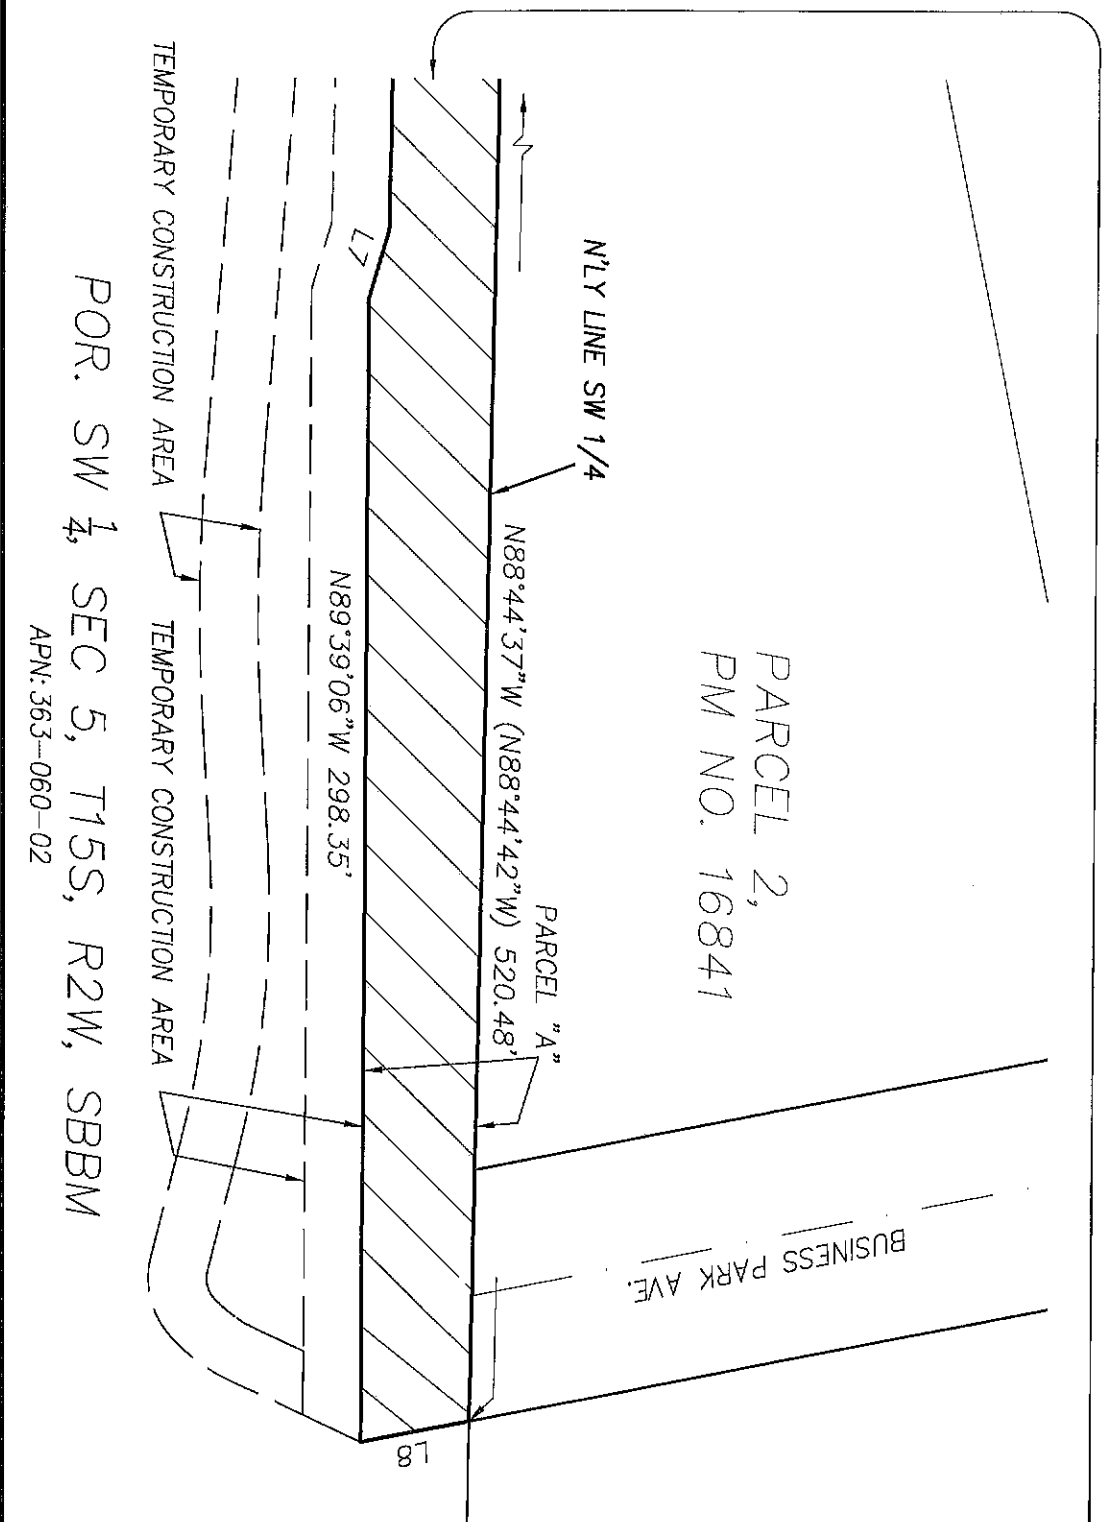 PARCEL 2,
PM NO. 16841
BUSINESS PARK AVE.
N'LY LINE SW 1/4
PARCEL "A"
N88°44'37"W (N88°44'42"W) 520.48'
L7
L8
N89°39'06"W 298.35'
TEMPORARY CONSTRUCTION AREA
TEMPORARY CONSTRUCTION AREA
POR. SW 1/4, SEC 5, T15S, R2W, SBBM
APN:363-060-02